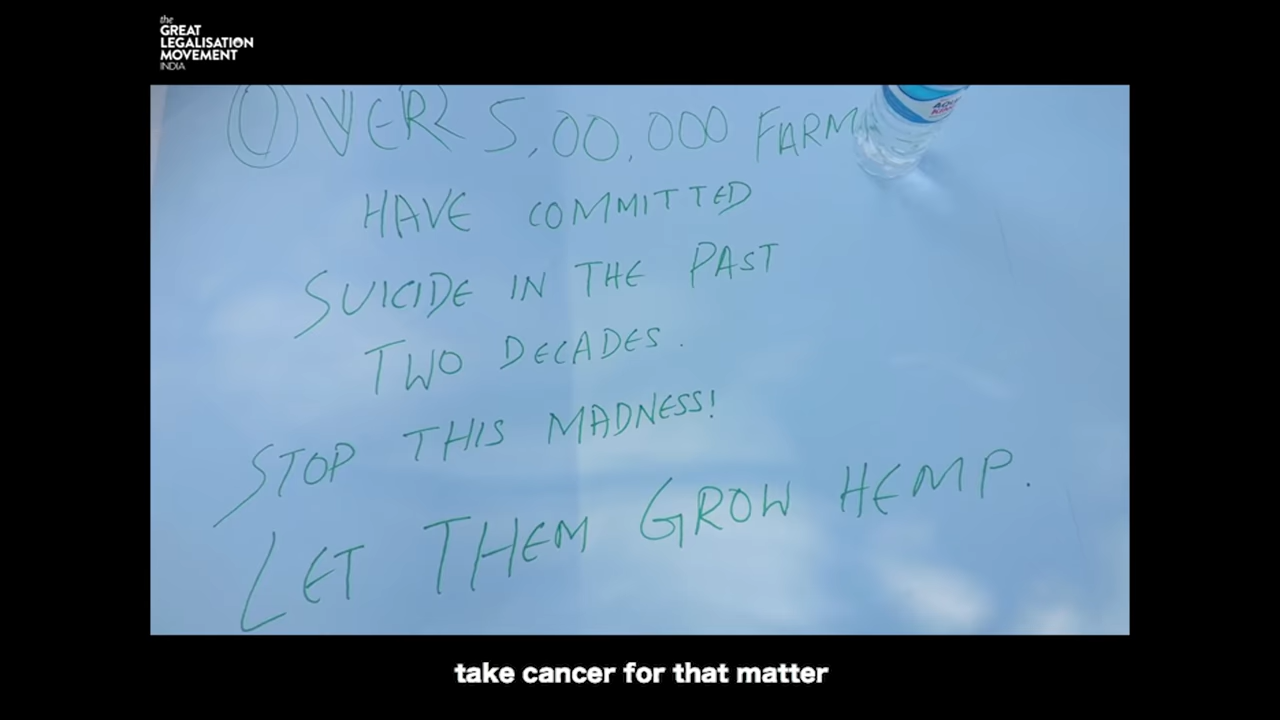 the
GREAT
LEGALISATION
MOVEMENT
INDIA
OVER 5,00,000 FARM
HAVE COMMITTED
SUICIDE IN THE PAST
TWO DECADES.
STOP THIS MADNESS!
LET THEM GROW HEMP.
take cancer for that matter